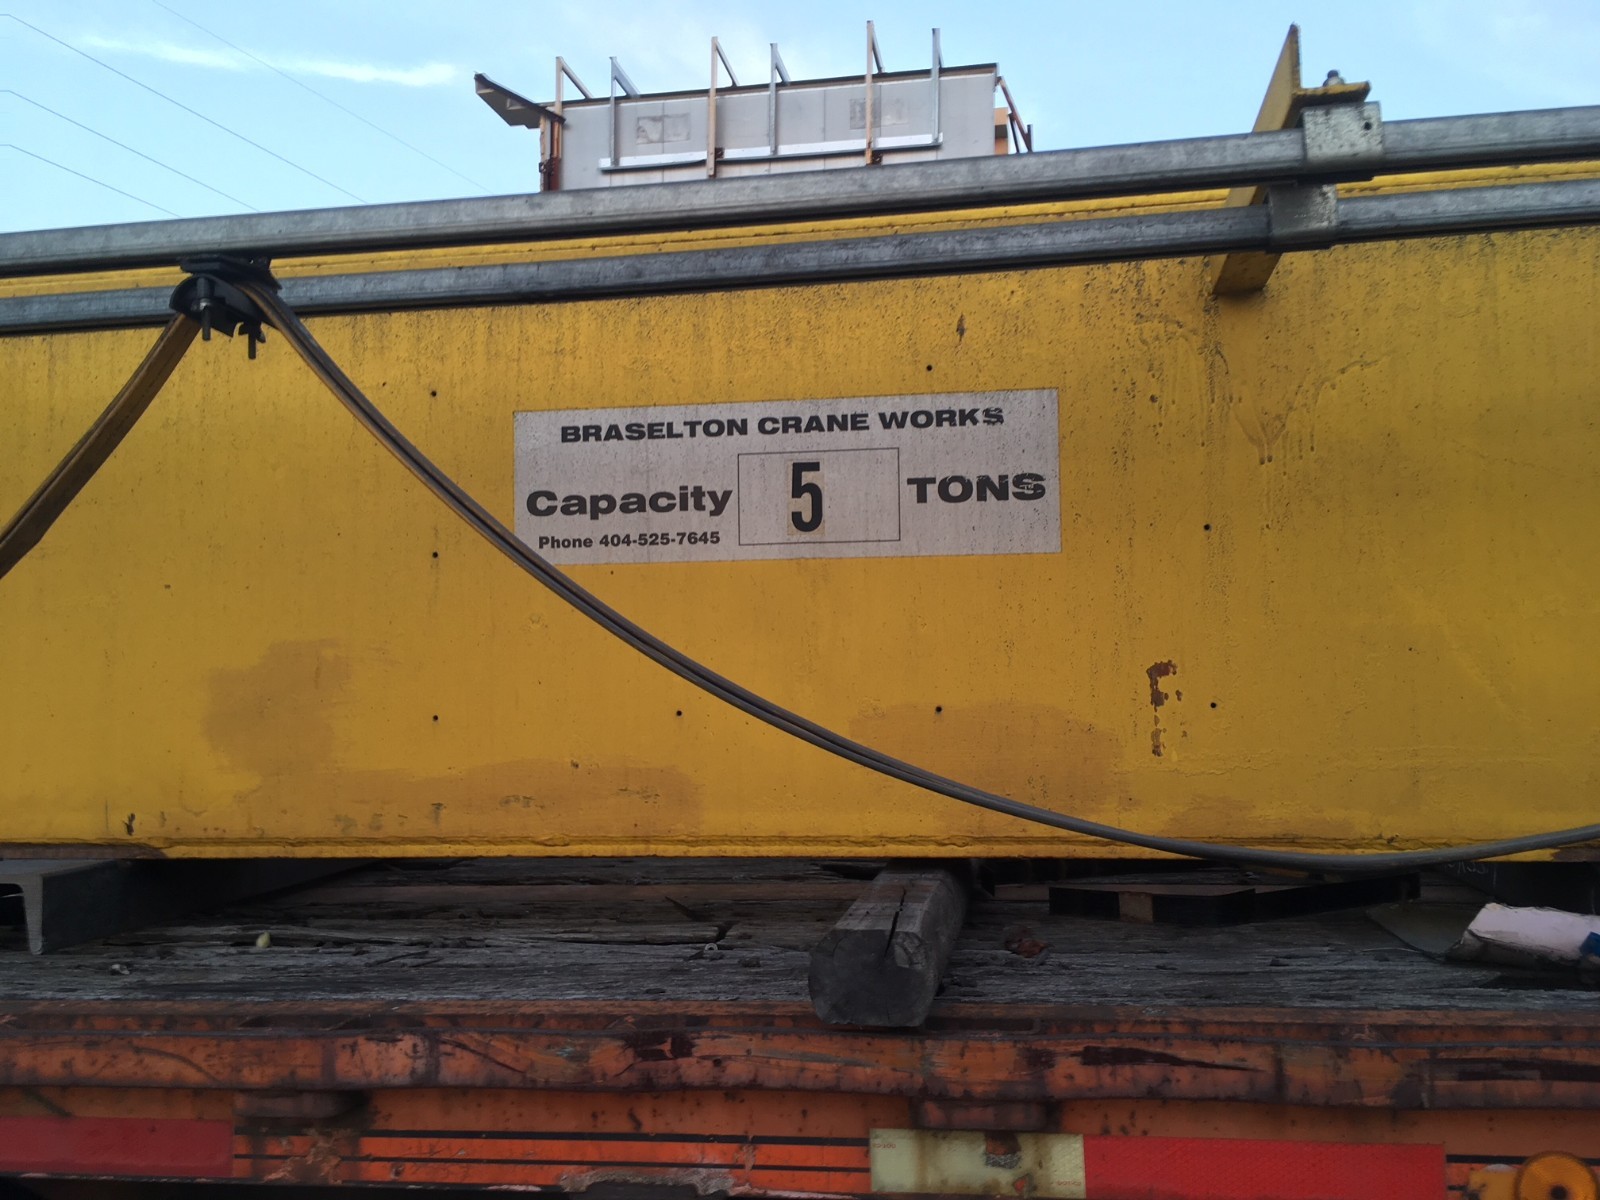 BRASELTON CRANE WORKS
Capacity 5 TONS
Phone 404-525-7645